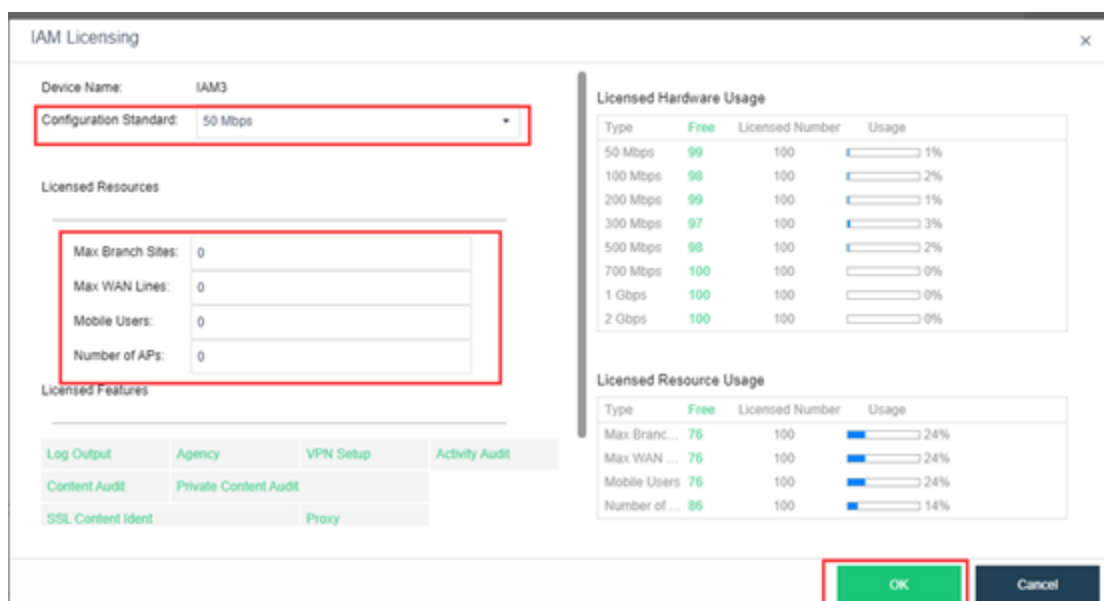 IAM Licensing
Device Name: IAM3
Configuration Standard: 50 Mbps
Licensed Resources
Max Branch Sites: 0
Max WAN Lines: 0
Mobile Users: 0
Number of APs: 0
Licensed Features
Log Output Agency VPN Setup Activity Audit
Content Audit Private Content Audit
SSL Content Ident Proxy
Licensed Hardware Usage
Type Free Licensed Number Usage
50 Mbps 99 100 1%
100 Mbps 98 100 2%
200 Mbps 99 100 1%
300 Mbps 97 100 3%
500 Mbps 98 100 2%
700 Mbps 100 100 0%
1 Gbps 100 100 0%
2 Gbps 100 100 0%
Licensed Resource Usage
Type Free Licensed Number Usage
Max Branc... 76 100 24%
Max WAN ... 76 100 24%
Mobile Users 76 100 24%
Number of ... 86 100 14%
OK Cancel